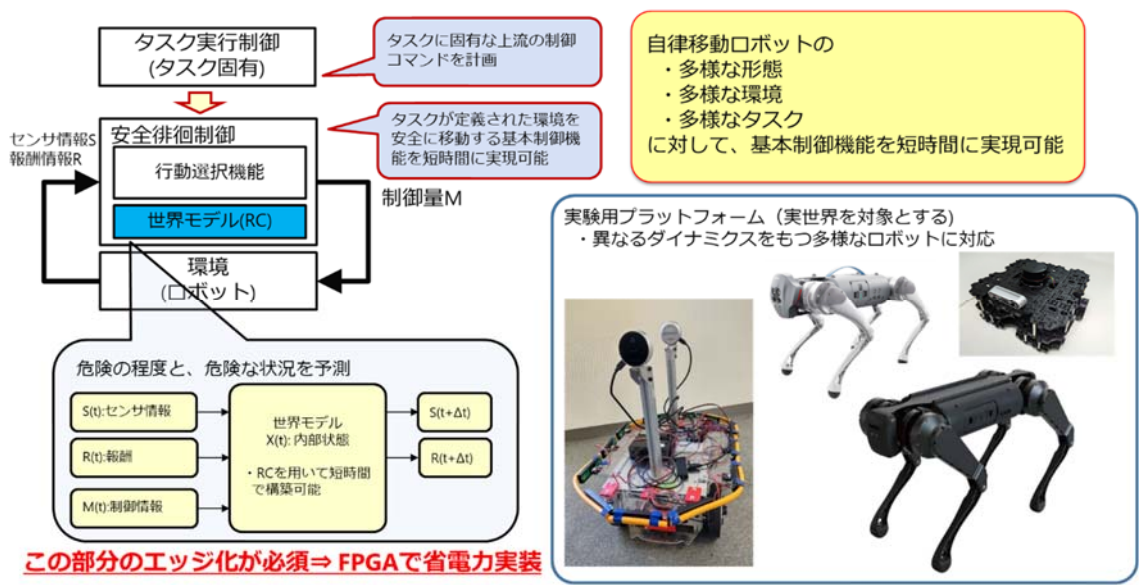 タスク実行制御
(タスク固有)
タスクに固有な上流の制御
コマンドを計画
センサ情報S
報酬情報R
安全徘徊制御
行動選択機能
世界モデル(RC)
タスクが定義された環境を
安全に移動する基本制御機
能を短時間に実現可能
制御量M
環境
(ロボット)
危険の程度と、危険な状況を予測
S(t):センサ情報
R(t):報酬
M(t):制御情報
世界モデル
X(t): 内部状態
・RCを用いて短時間
で構築可能
S(t+Δt)
R(t+Δt)
この部分のエッジ化が必須⇒ FPGAで省電力実装
自律移動ロボットの
・多様な形態
・多様な環境
・多様なタスク
に対して、基本制御機能を短時間に実現可能
実験用プラットフォーム（実世界を対象とする)
・異なるダイナミクスをもつ多様なロボットに対応